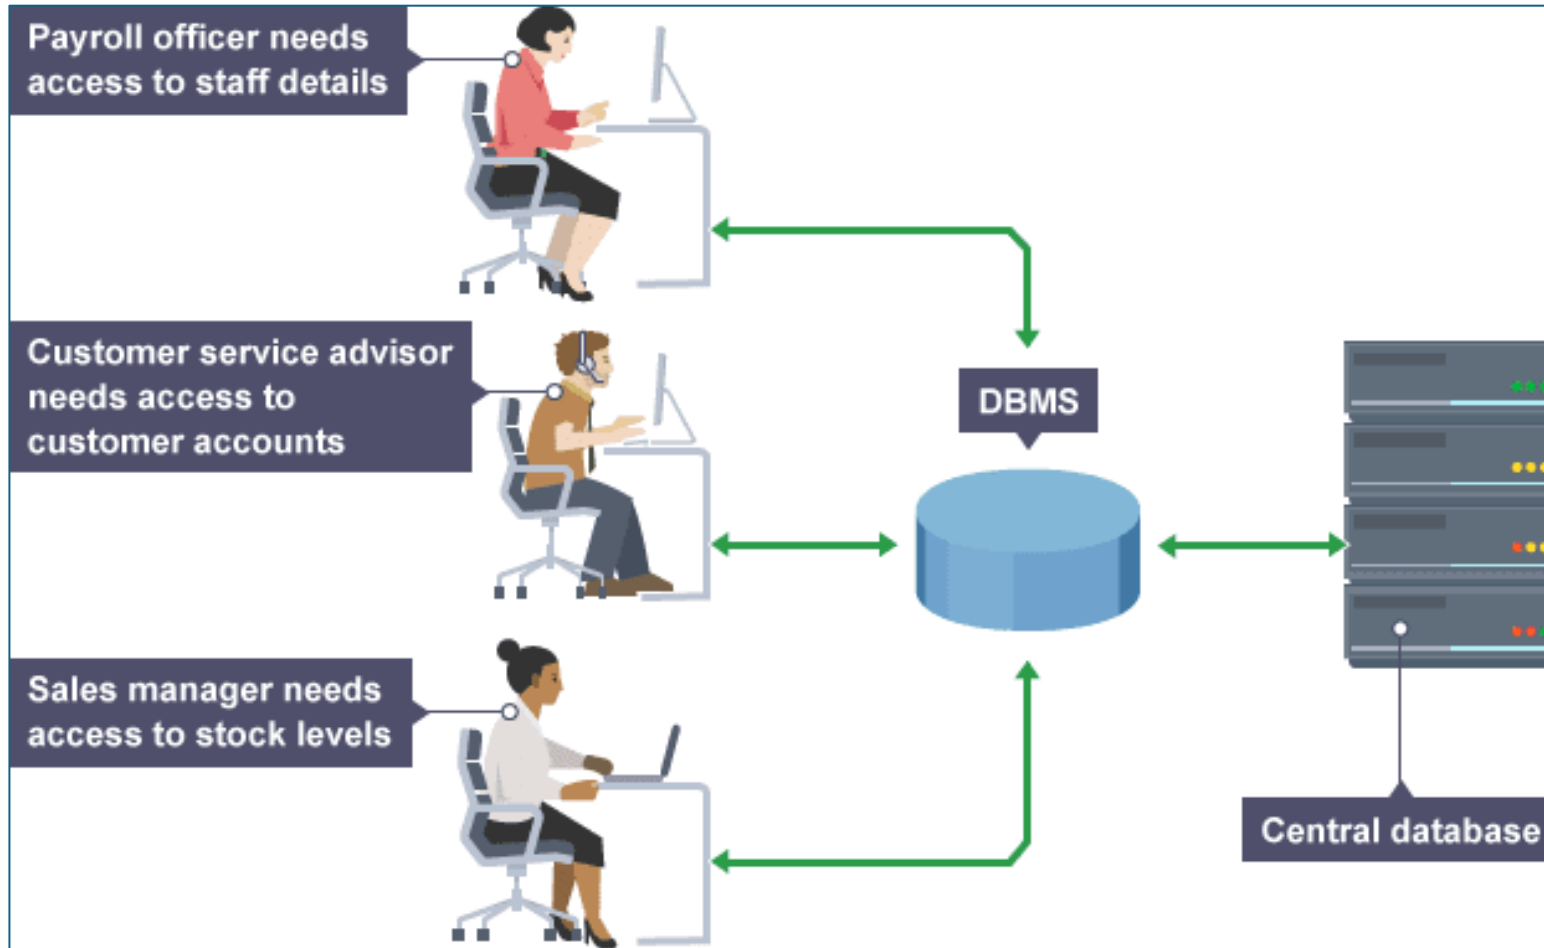 Payroll officer needs
access to staff details
Customer service advisor
needs access to
customer accounts
DBMS
Sales manager needs
access to stock levels
Central database